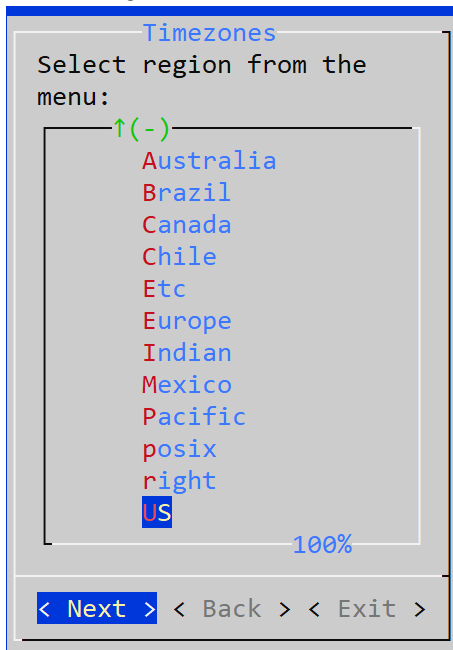 Timezones
Select region from the
menu:
↑(-)
Australia
Brazil
Canada
Chile
Etc
Europe
Indian
Mexico
Pacific
posix
right
US
100%
< Next > < Back > < Exit >